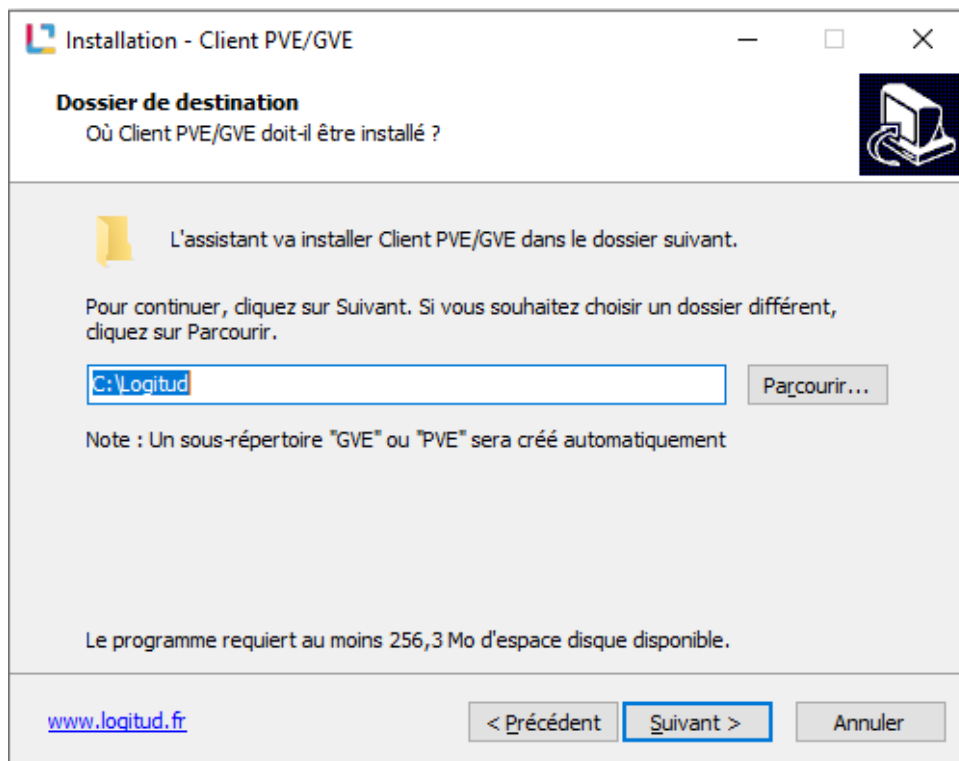 Installation - Client PVE/GVE
Dossier de destination
Où Client PVE/GVE doit-il être installé ?
L'assistant va installer Client PVE/GVE dans le dossier suivant.
Pour continuer, cliquez sur Suivant. Si vous souhaitez choisir un dossier différent,
cliquez sur Parcourir.
C:\Logitud
Parcourir...
Note : Un sous-répertoire "GVE" ou "PVE" sera créé automatiquement
Le programme requiert au moins 256,3 Mo d'espace disque disponible.
www.logitud.fr
< Précédent
Suivant >
Annuler